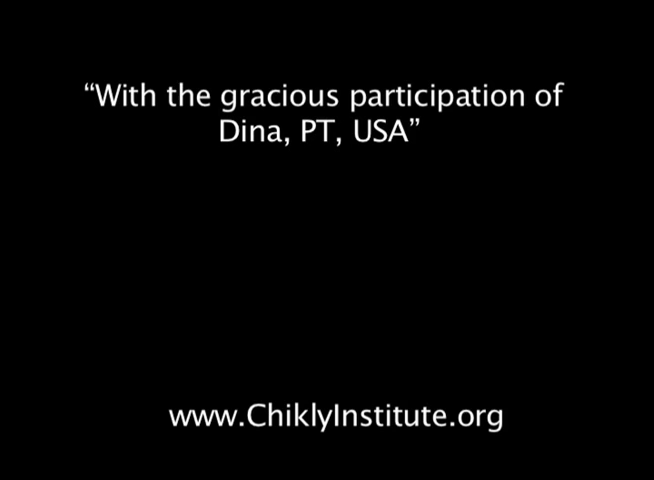 “With the gracious participation of
Dina, PT, USA”
www.ChiklyInstitute.org